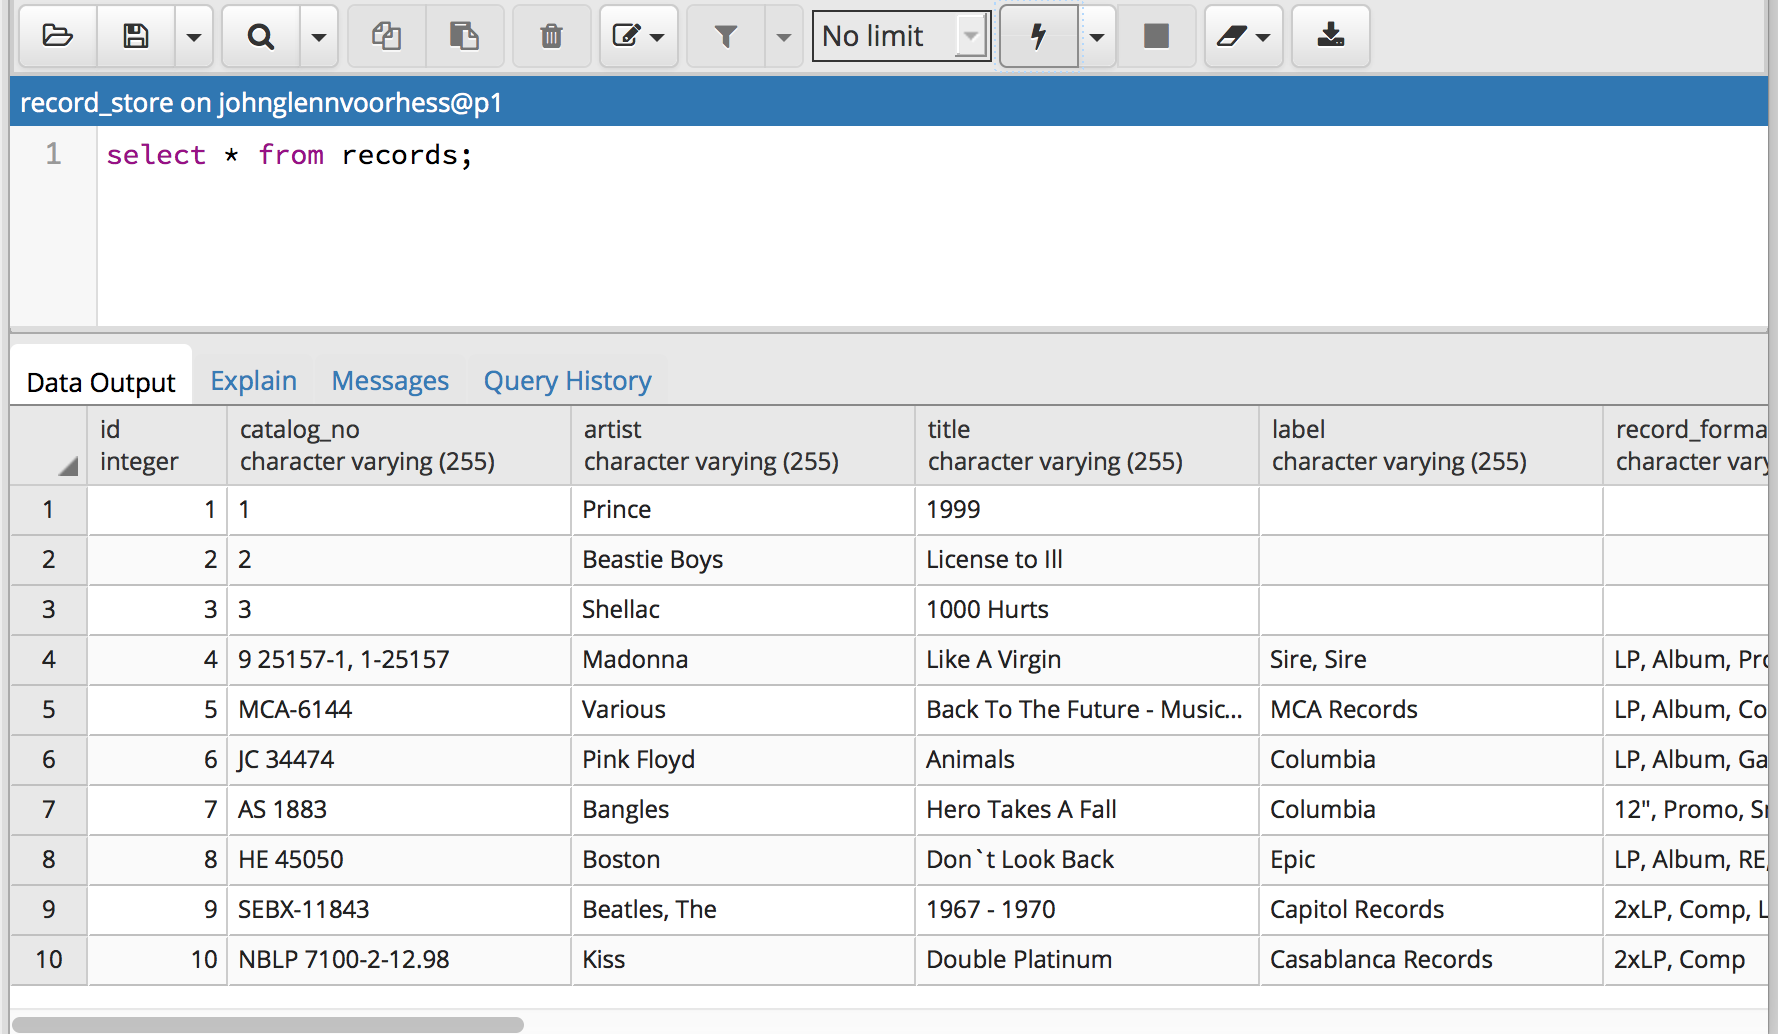 No limit
record_store on johnglennvoorhess@p1
1 select * from records;
Data Output Explain Messages Query History
id catalog_no artist title label record_forma
integer character varying (255) character varying (255) character varying (255) character varying (255) character vary
1 1 1 Prince 1999
2 2 2 Beastie Boys License to Ill
3 3 3 Shellac 1000 Hurts
4 4 9 25157-1, 1-25157 Madonna Like A Virgin Sire, Sire LP, Album, Pro
5 5 MCA-6144 Various Back To The Future - Music... MCA Records LP, Album, Co
6 6 JC 34474 Pink Floyd Animals Columbia LP, Album, Ga
7 7 AS 1883 Bangles Hero Takes A Fall Columbia 12", Promo, S
8 8 HE 45050 Boston Don`t Look Back Epic LP, Album, RE,
9 9 SEBX-11843 Beatles, The 1967 - 1970 Capitol Records 2xLP, Comp, L
10 10 NBLP 7100-2-12.98 Kiss Double Platinum Casablanca Records 2xLP, Comp